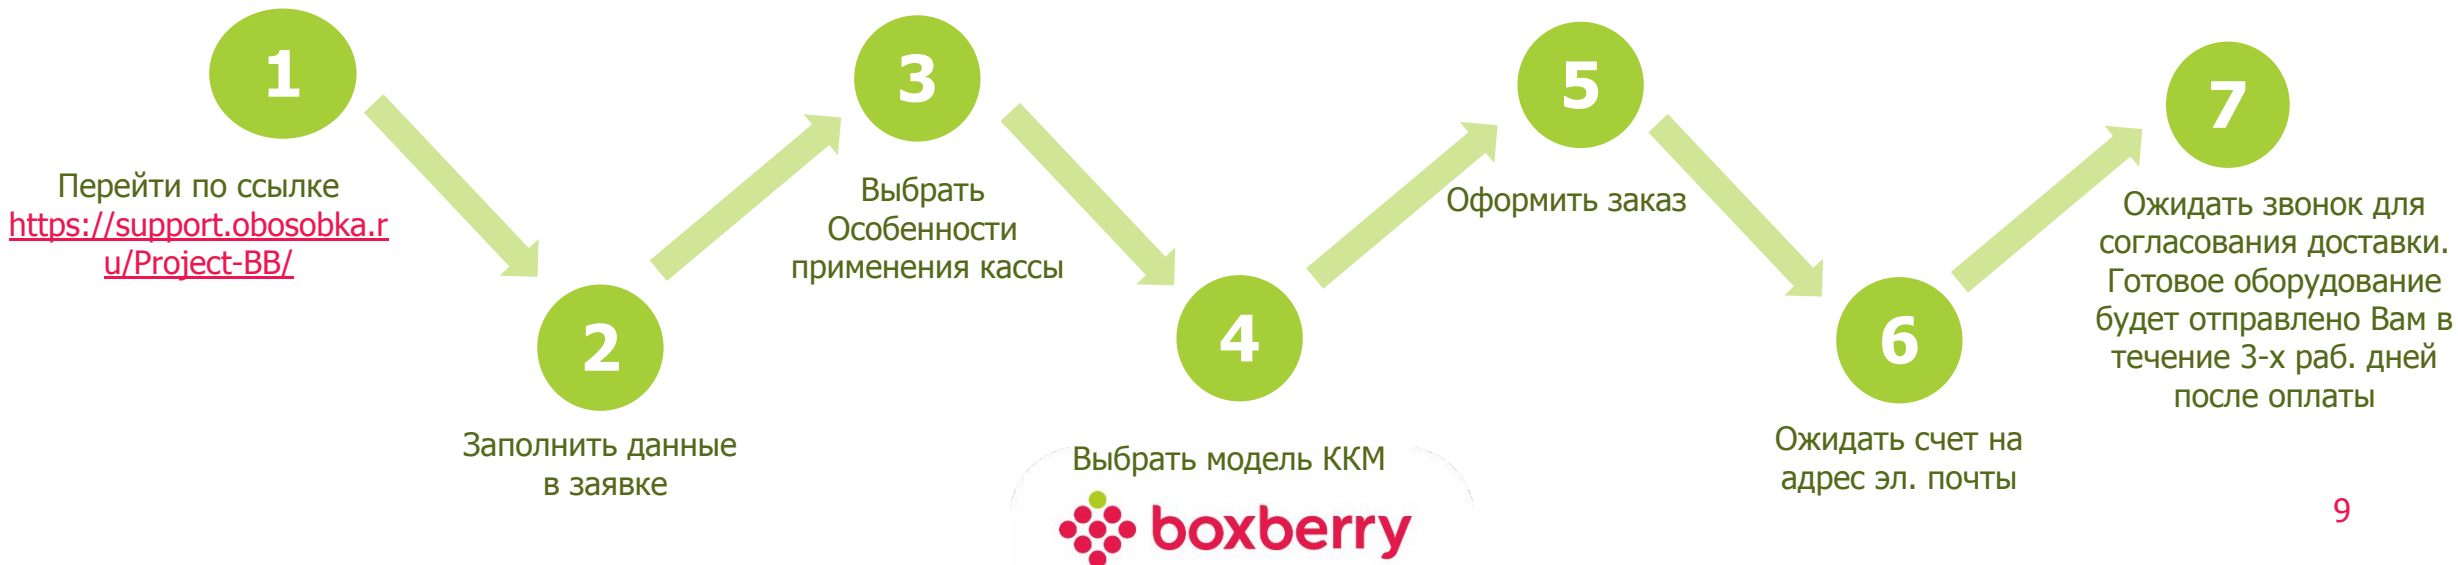 1
Перейти по ссылке
https://support.obosobka.r
u/Project-BB/
2
Заполнить данные
в заявке
3
Выбрать
Особенности
применения кассы
4
Выбрать модель ККМ
boxberry
5
Оформить заказ
6
Ожидать счет на
адрес эл. почты
7
Ожидать звонок для
согласования доставки.
Готовое оборудование
будет отправлено Вам в
течение 3-х раб. дней
после оплаты
9